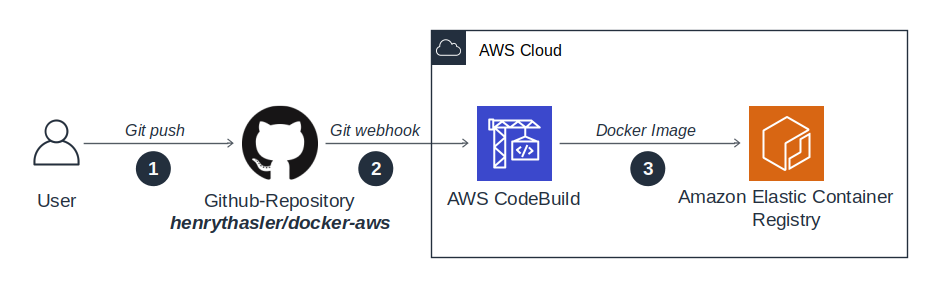 AWS Cloud
Git push
Git webhook
Docker Image
1
2
3
User
Github-Repository
henrythasler/docker-aws
AWS CodeBuild
Amazon Elastic Container
Registry